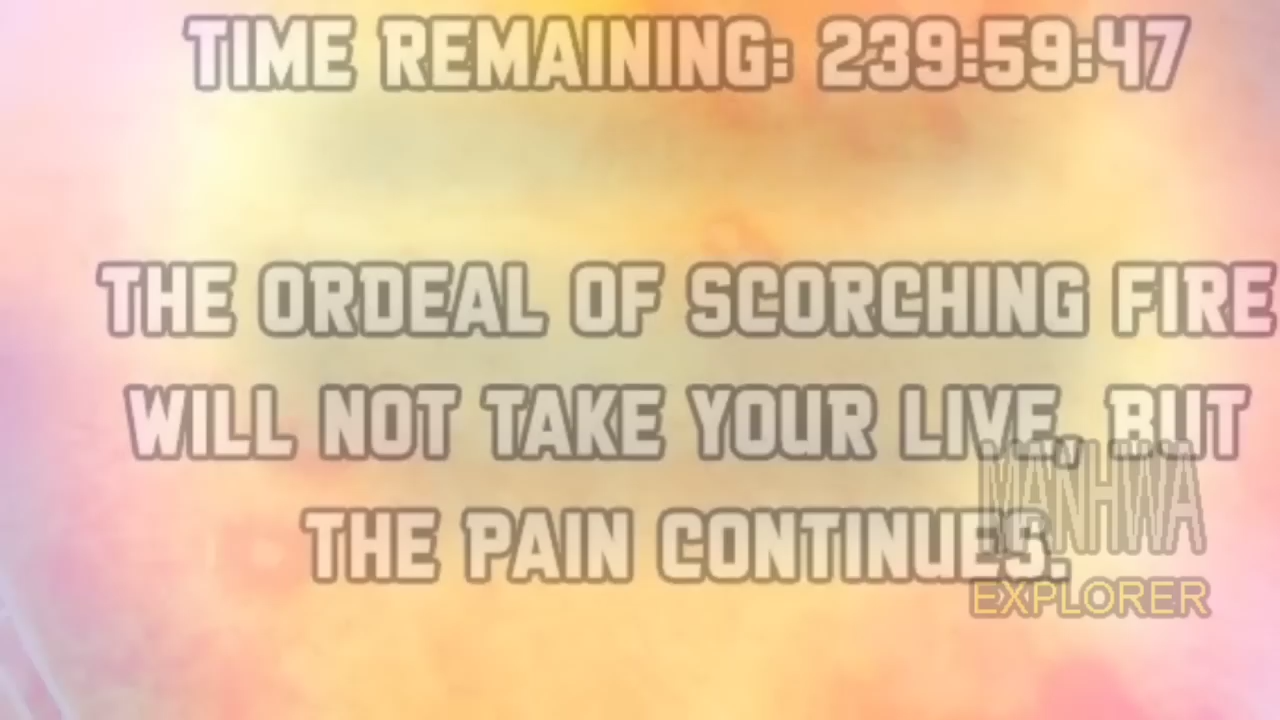 TIME REMAINING: 239:59:47
THE ORDEAL OF SCORCHING FIRE
WILL NOT TAKE YOUR LIVE, BUT
THE PAIN CONTINUES.
MANHWA
EXPLORER